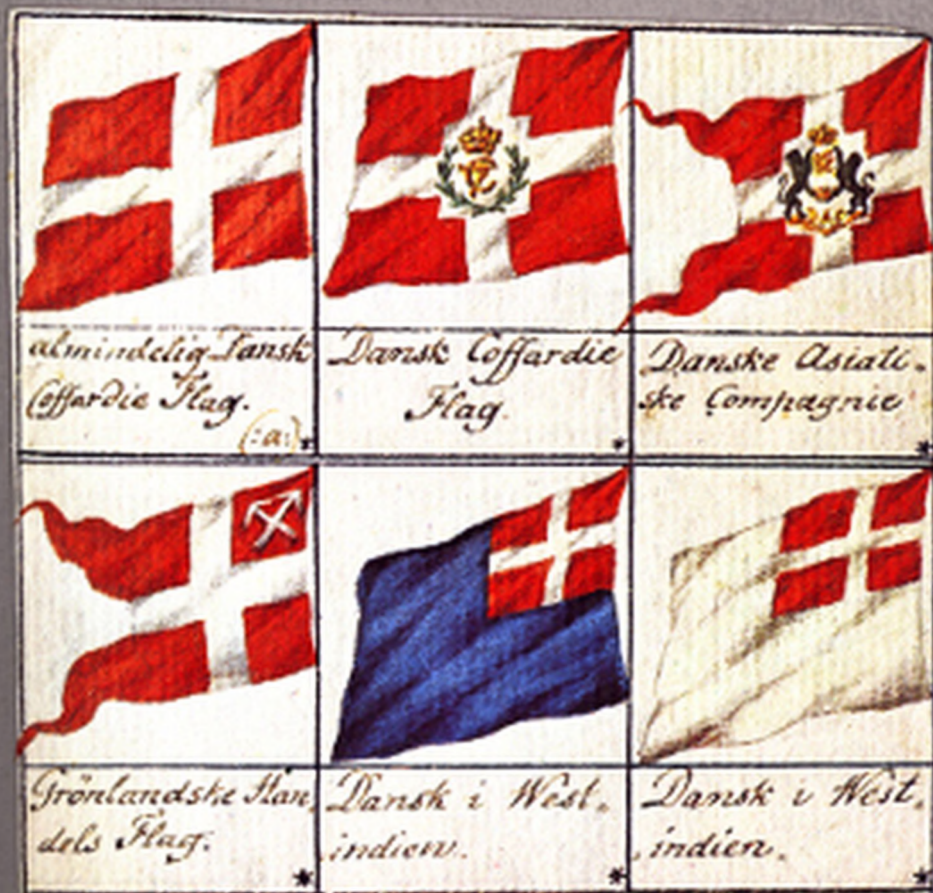 almindelig Dansk
Coffardie Flag.
(:a:)
Dansk Coffardie
Flag.
Danske Asiati-
ske Compagnie
Grönlandske Han,
dels Flag.
Dansk i West,
indien.
Dansk i West,
indien.